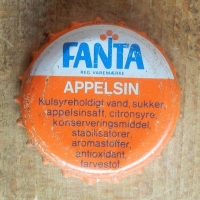 FANTA
REG. VAREMÆRKE
APPELSIN
Kulsyreholdigt vand, sukker,
appelsinsaft, citronsyre,
konserveringsmiddel,
stabilisatorer,
aromastoffer,
antioxidant,
farvestof.